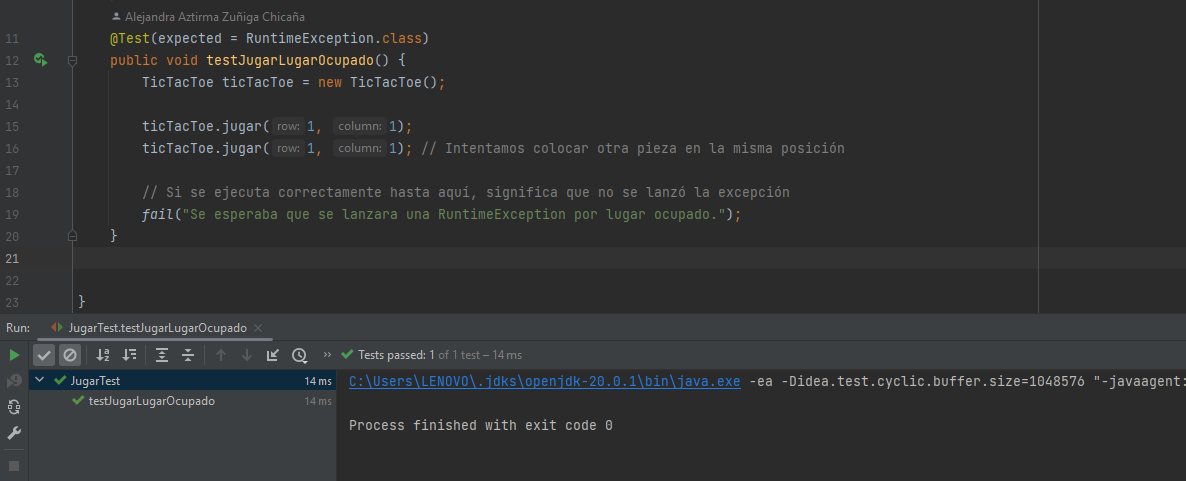 Alejandra Aztirma Zuñiga Chicaña
11 @Test(expected = RuntimeException.class)
12 public void testJugarLugarOcupado() {
13 TicTacToe ticTacToe = new TicTacToe();
14
15 ticTacToe.jugar( row: 1, column: 1);
16 ticTacToe.jugar( row: 1, column: 1); // Intentamos colocar otra pieza en la misma posición
17
18 // Si se ejecuta correctamente hasta aquí, significa que no se lanzó la excepción
19 fail("Se esperaba que se lanzara una RuntimeException por lugar ocupado.");
20 }
21
22
23 }
Run: JugarTest.testJugarLugarOcupado ×
» Tests passed: 1 of 1 test – 14 ms
JugarTest 14 ms
C:\Users\LENOVO\.jdks\openjdk-20.0.1\bin\java.exe -ea -Didea.test.cyclic.buffer.size=1048576 "-javaagent:
testJugarLugarOcupado 14 ms
Process finished with exit code 0